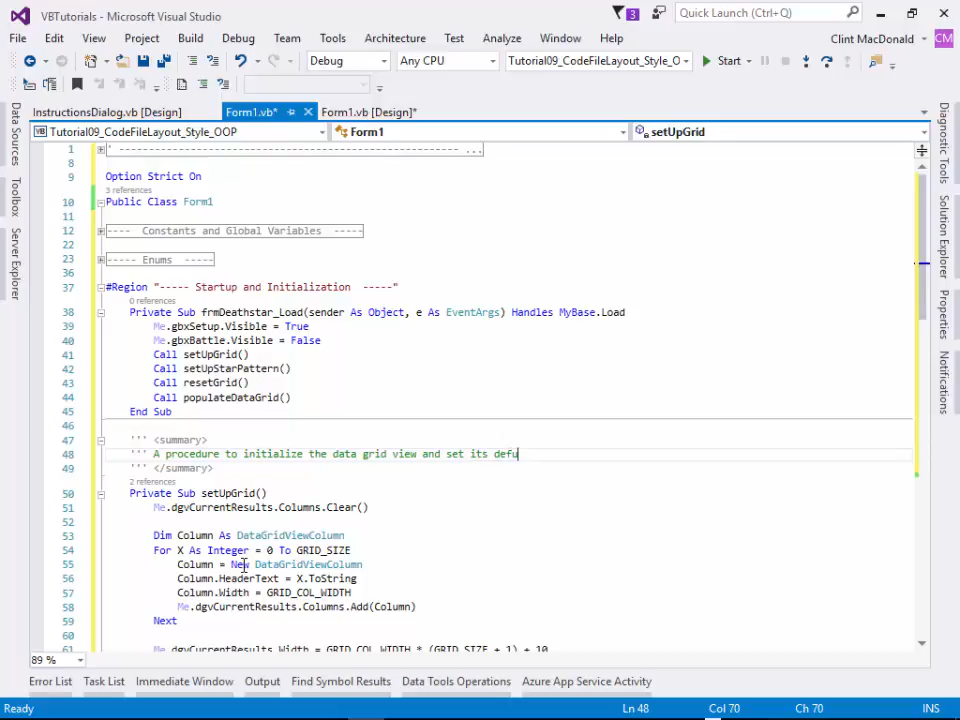 VBTutorials - Microsoft Visual Studio
3
Quick Launch (Ctrl+Q)
File Edit View Project Build Debug Team Tools Architecture Test Analyze Window Help
Clint MacDonald CM
Debug Any CPU Tutorial09_CodeFileLayout_Style_O Start
InstructionsDialog.vb [Design] Form1.vb* Form1.vb [Design]*
Tutorial09_CodeFileLayout_Style_OOP Form1 setUpGrid
Data Sources
Toolbox
Server Explorer
1 ' --------------------------------------------------------- ...
8
9 Option Strict On
3 references
10 Public Class Form1
11
12 ---- Constants and Global Variables -----
22
23 ---- Enums -----
36
37 #Region "----- Startup and Initialization -----"
0 references
38 Private Sub frmDeathstar_Load(sender As Object, e As EventArgs) Handles MyBase.Load
39 Me.gbxSetup.Visible = True
40 Me.gbxBattle.Visible = False
41 Call setUpGrid()
42 Call setUpStarPattern()
43 Call resetGrid()
44 Call populateDataGrid()
45 End Sub
46
47 ''' <summary>
48 ''' A procedure to initialize the data grid view and set its defu
49 ''' </summary>
2 references
50 Private Sub setUpGrid()
51 Me.dgvCurrentResults.Columns.Clear()
52
53 Dim Column As DataGridViewColumn
54 For X As Integer = 0 To GRID_SIZE
55 Column = New DataGridViewColumn
56 Column.HeaderText = X.ToString
57 Column.Width = GRID_COL_WIDTH
58 Me.dgvCurrentResults.Columns.Add(Column)
59 Next
60
61 Me.dgvCurrentResults.Width = GRID_COL_WIDTH * (GRID_SIZE + 1) + 10
Diagnostic Tools
Solution Explorer
Properties
Notifications
89 %
Error List Task List Immediate Window Output Find Symbol Results Data Tools Operations Azure App Service Activity
Ready Ln 48 Col 70 Ch 70 INS